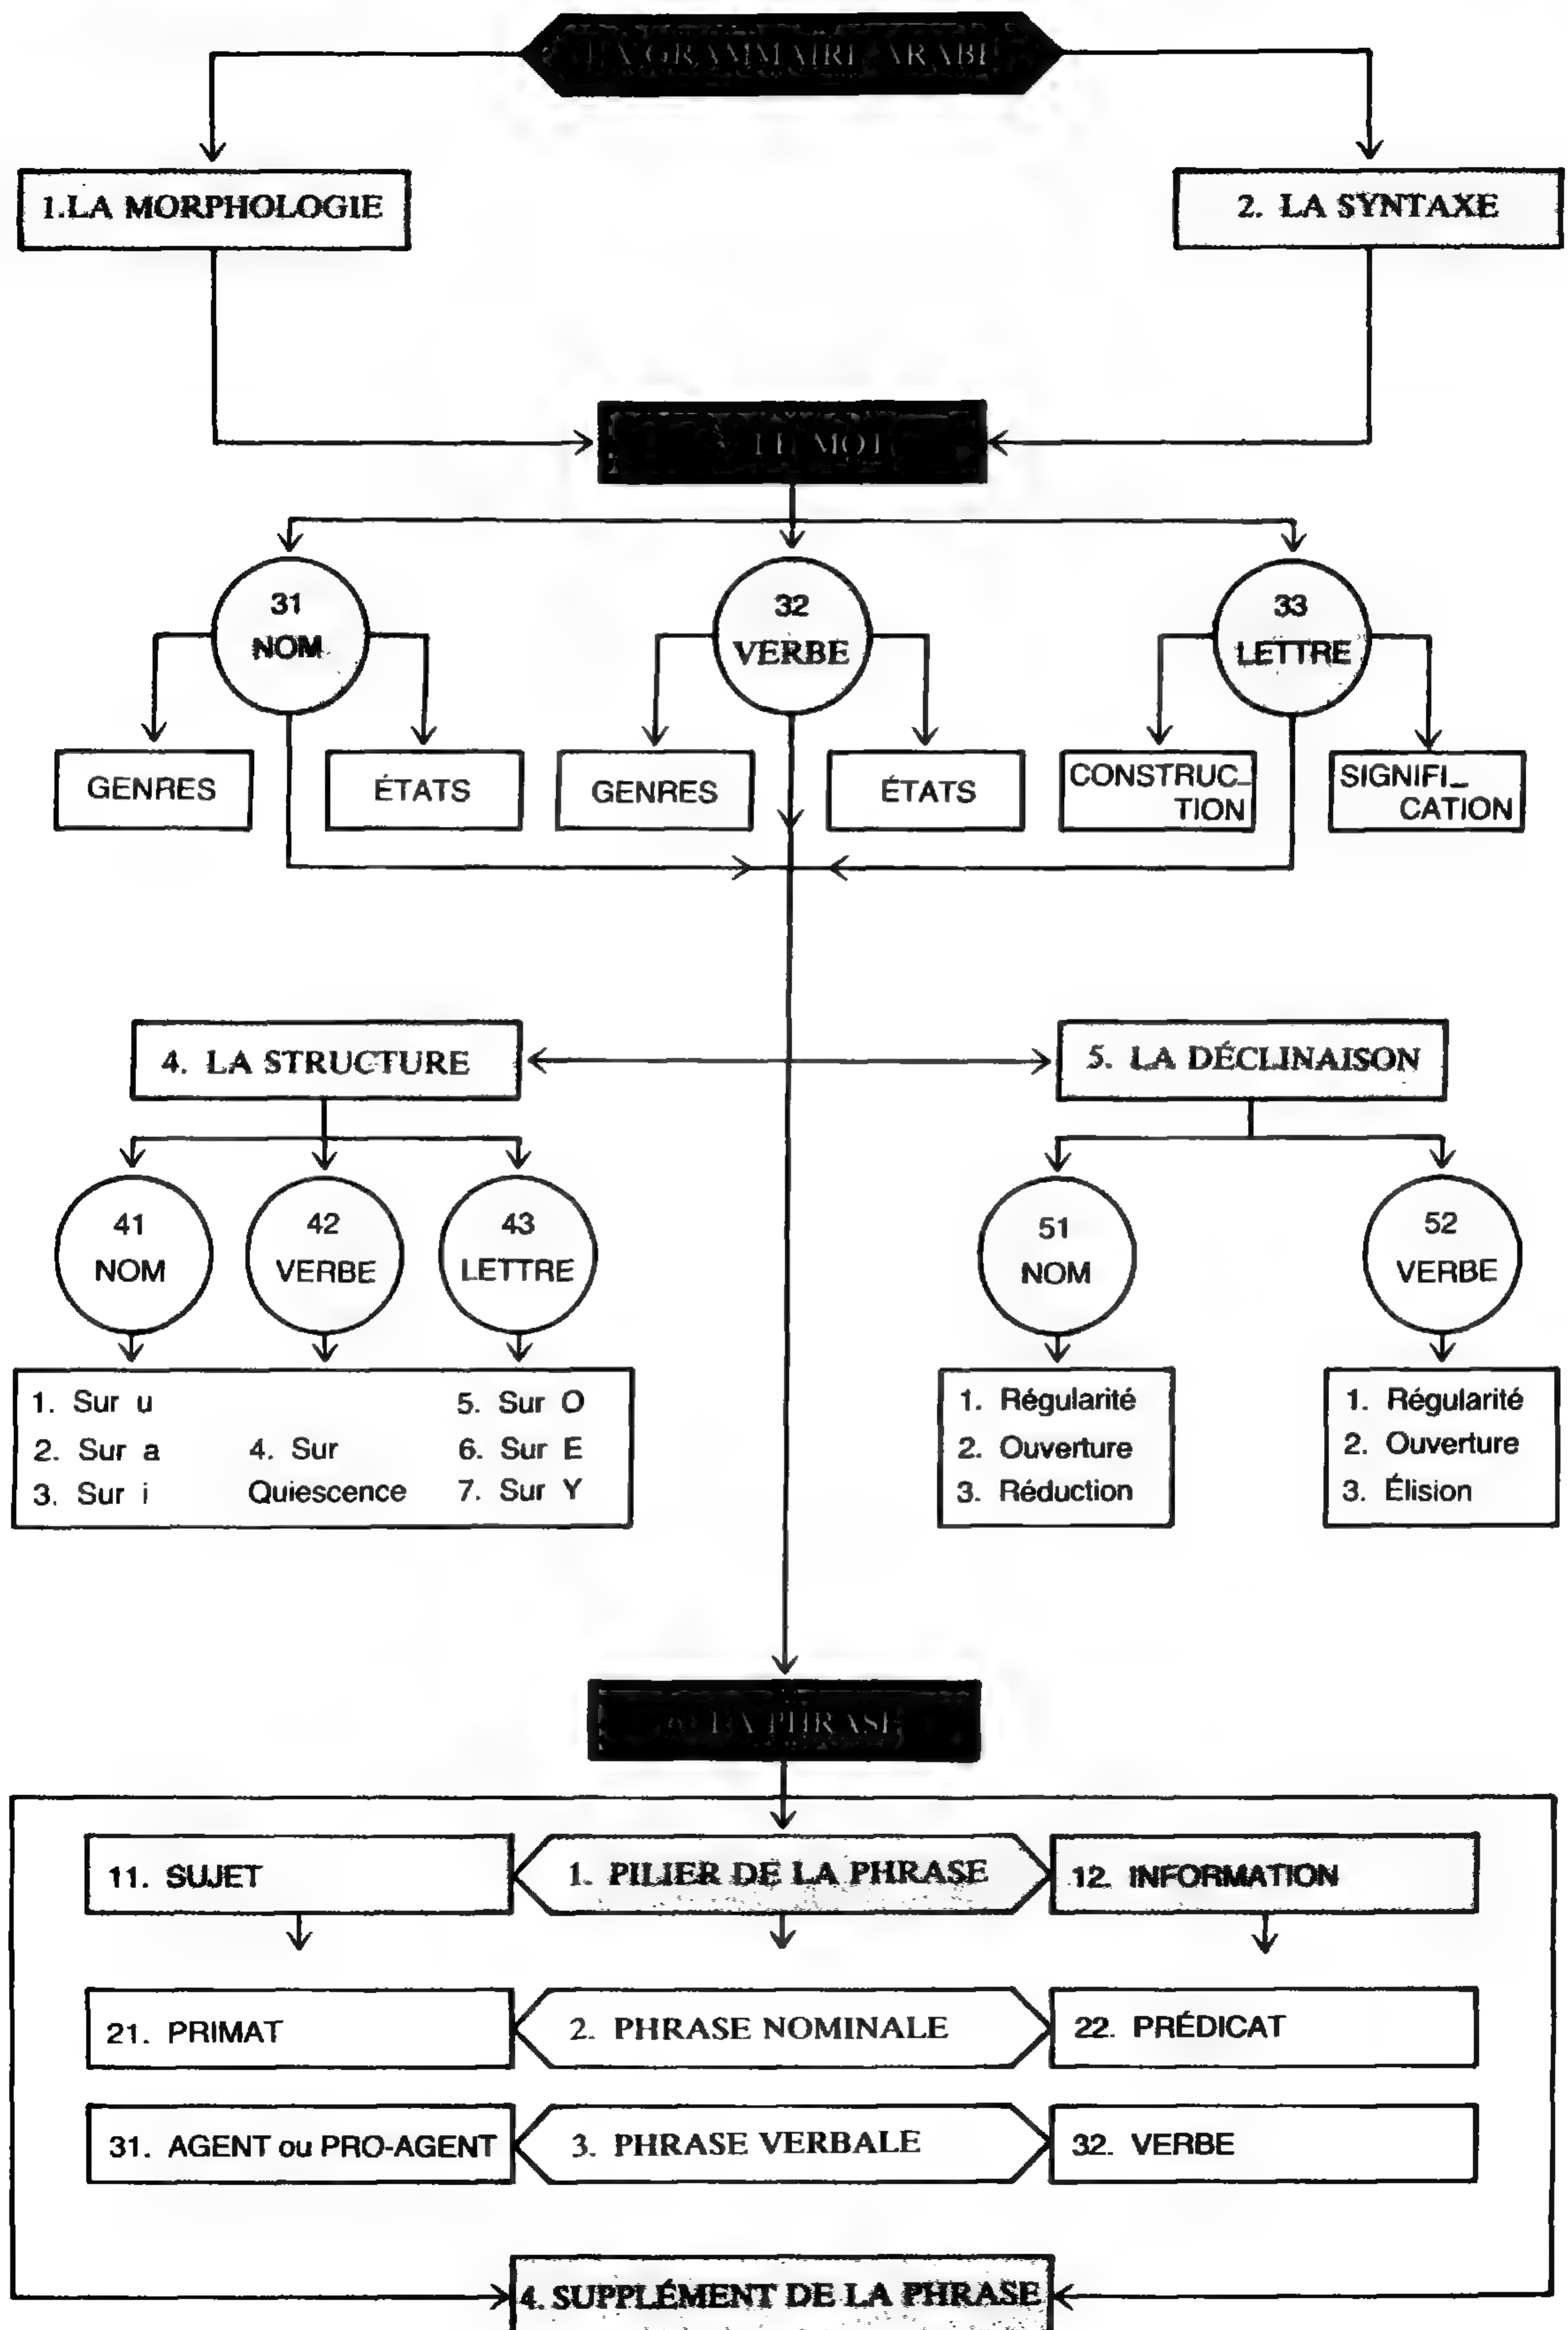 LA GRAMMAIRE ARABE
1.LA MORPHOLOGIE
2. LA SYNTAXE
3. LE MOT
31
NOM
32
VERBE
33
LETTRE
GENRES
ÉTATS
GENRES
ÉTATS
CONSTRUC_
TION
SIGNIFI_
CATION
4. LA STRUCTURE
5. LA DÉCLINAISON
41
NOM
42
VERBE
43
LETTRE
51
NOM
52
VERBE
1. Sur u
2. Sur a
3. Sur i
4. Sur
Quiescence
5. Sur O
6. Sur E
7. Sur Y
1. Régularité
2. Ouverture
3. Réduction
1. Régularité
2. Ouverture
3. Élision
6. LA PHRASE
11. SUJET
1. PILIER DE LA PHRASE
12. INFORMATION
21. PRIMAT
2. PHRASE NOMINALE
22. PRÉDICAT
31. AGENT ou PRO-AGENT
3. PHRASE VERBALE
32. VERBE
4. SUPPLÉMENT DE LA PHRASE